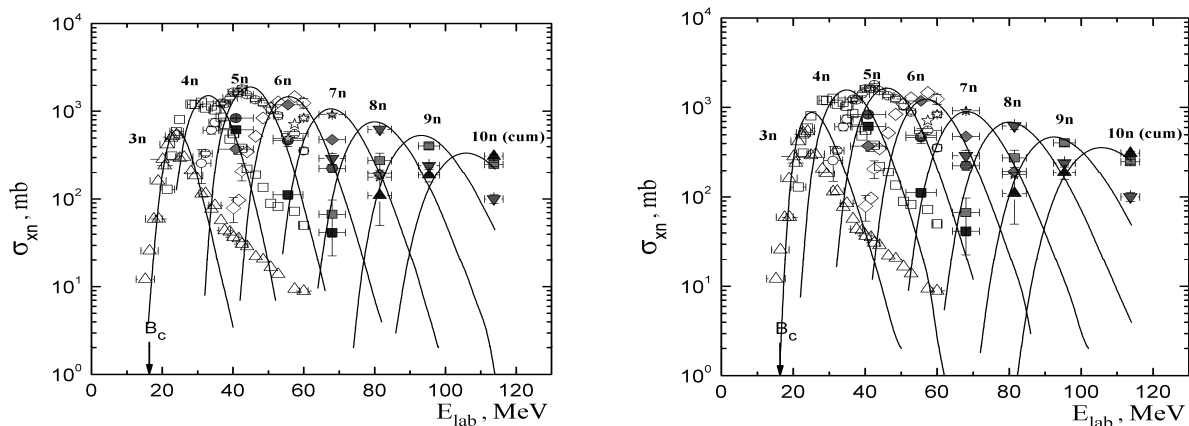 10⁴
10³
10²
10¹
10⁰
σxn , mb
3n
4n
5n
6n
7n
8n
9n
10n (cum)
Bc
0 20 40 60 80 100 120
Elab , MeV
10⁴
10³
10²
10¹
10⁰
σxn , mb
3n
4n
5n
6n
7n
8n
9n
10n (cum)
Bc
0 20 40 60 80 100 120
Elab , MeV